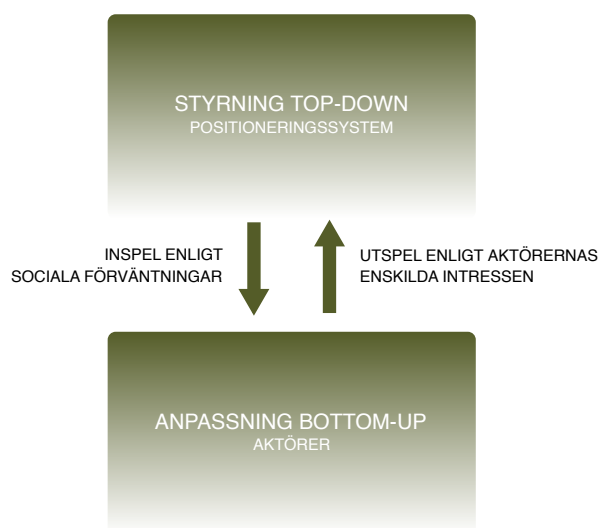 STYRNING TOP-DOWN
POSITIONERINGSSYSTEM
INSPEL ENLIGT
SOCIALA FÖRVÄNTNINGAR
UTSPEL ENLIGT AKTÖRERNAS
ENSKILDA INTRESSEN
ANPASSNING BOTTOM-UP
AKTÖRER